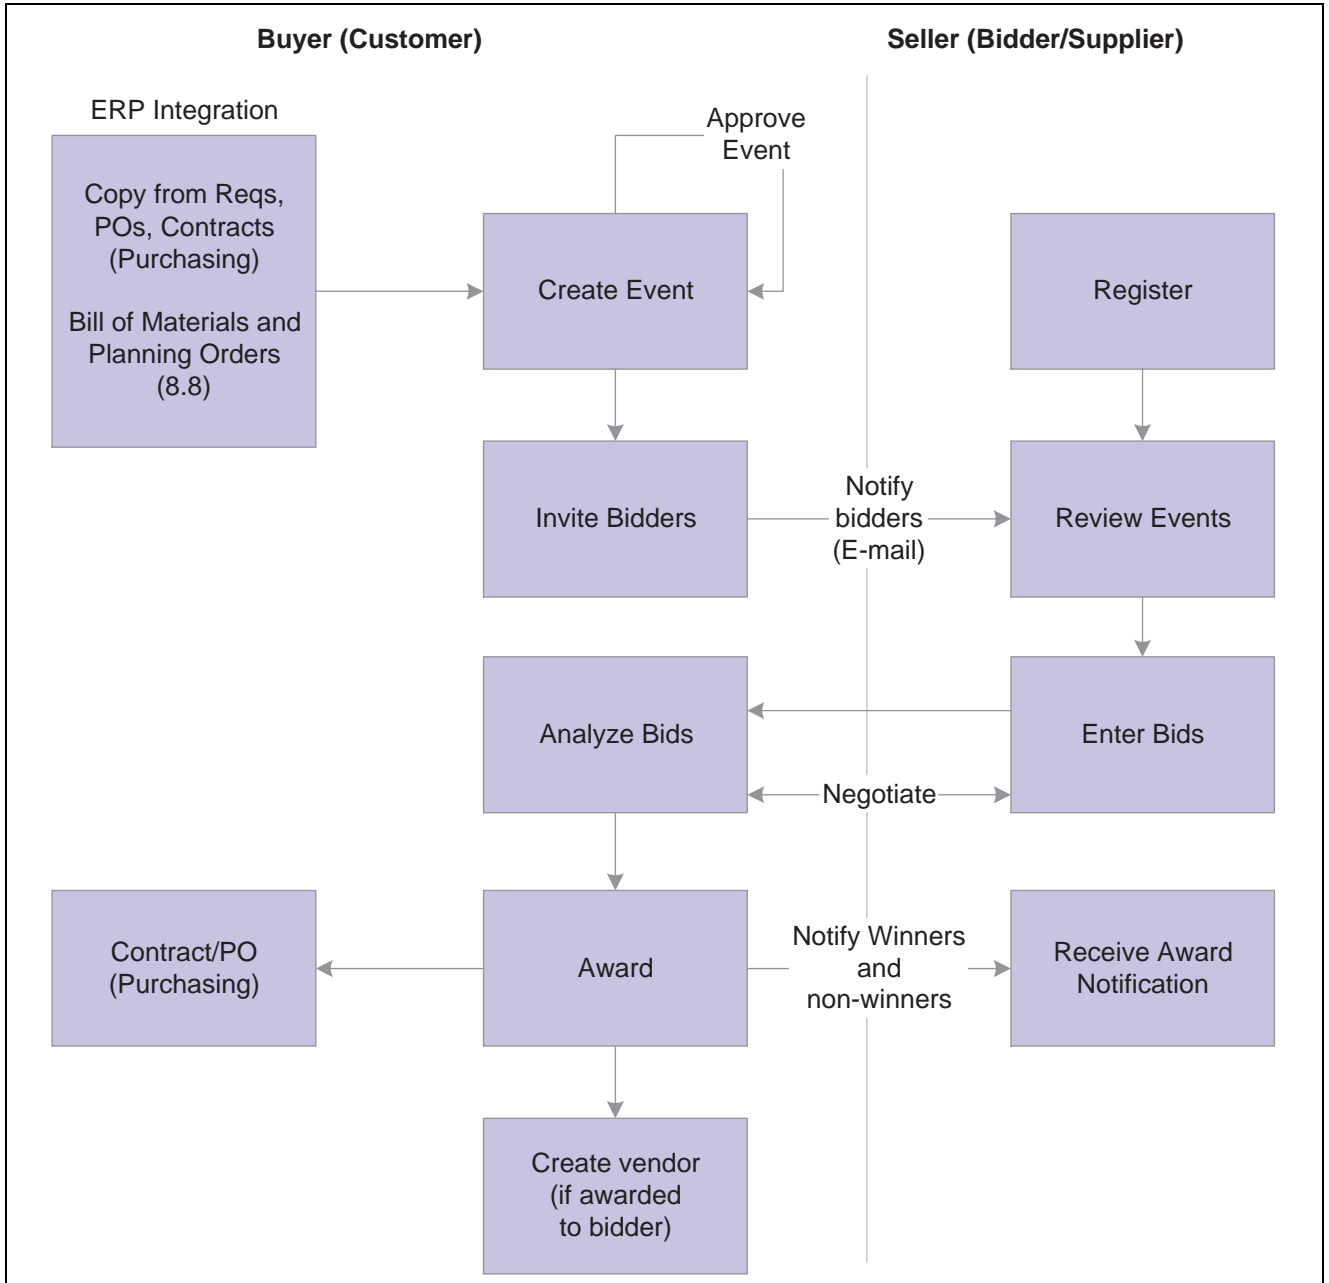 Buyer (Customer)
Seller (Bidder/Supplier)
ERP Integration
Copy from Reqs,
POs, Contracts
(Purchasing)
Bill of Materials and
Planning Orders
(8.8)
Approve
Event
Create Event
Register
Invite Bidders
Notify
bidders
(E-mail)
Review Events
Analyze Bids
Enter Bids
Negotiate
Contract/PO
(Purchasing)
Award
Notify Winners
and
non-winners
Receive Award
Notification
Create vendor
(if awarded
to bidder)